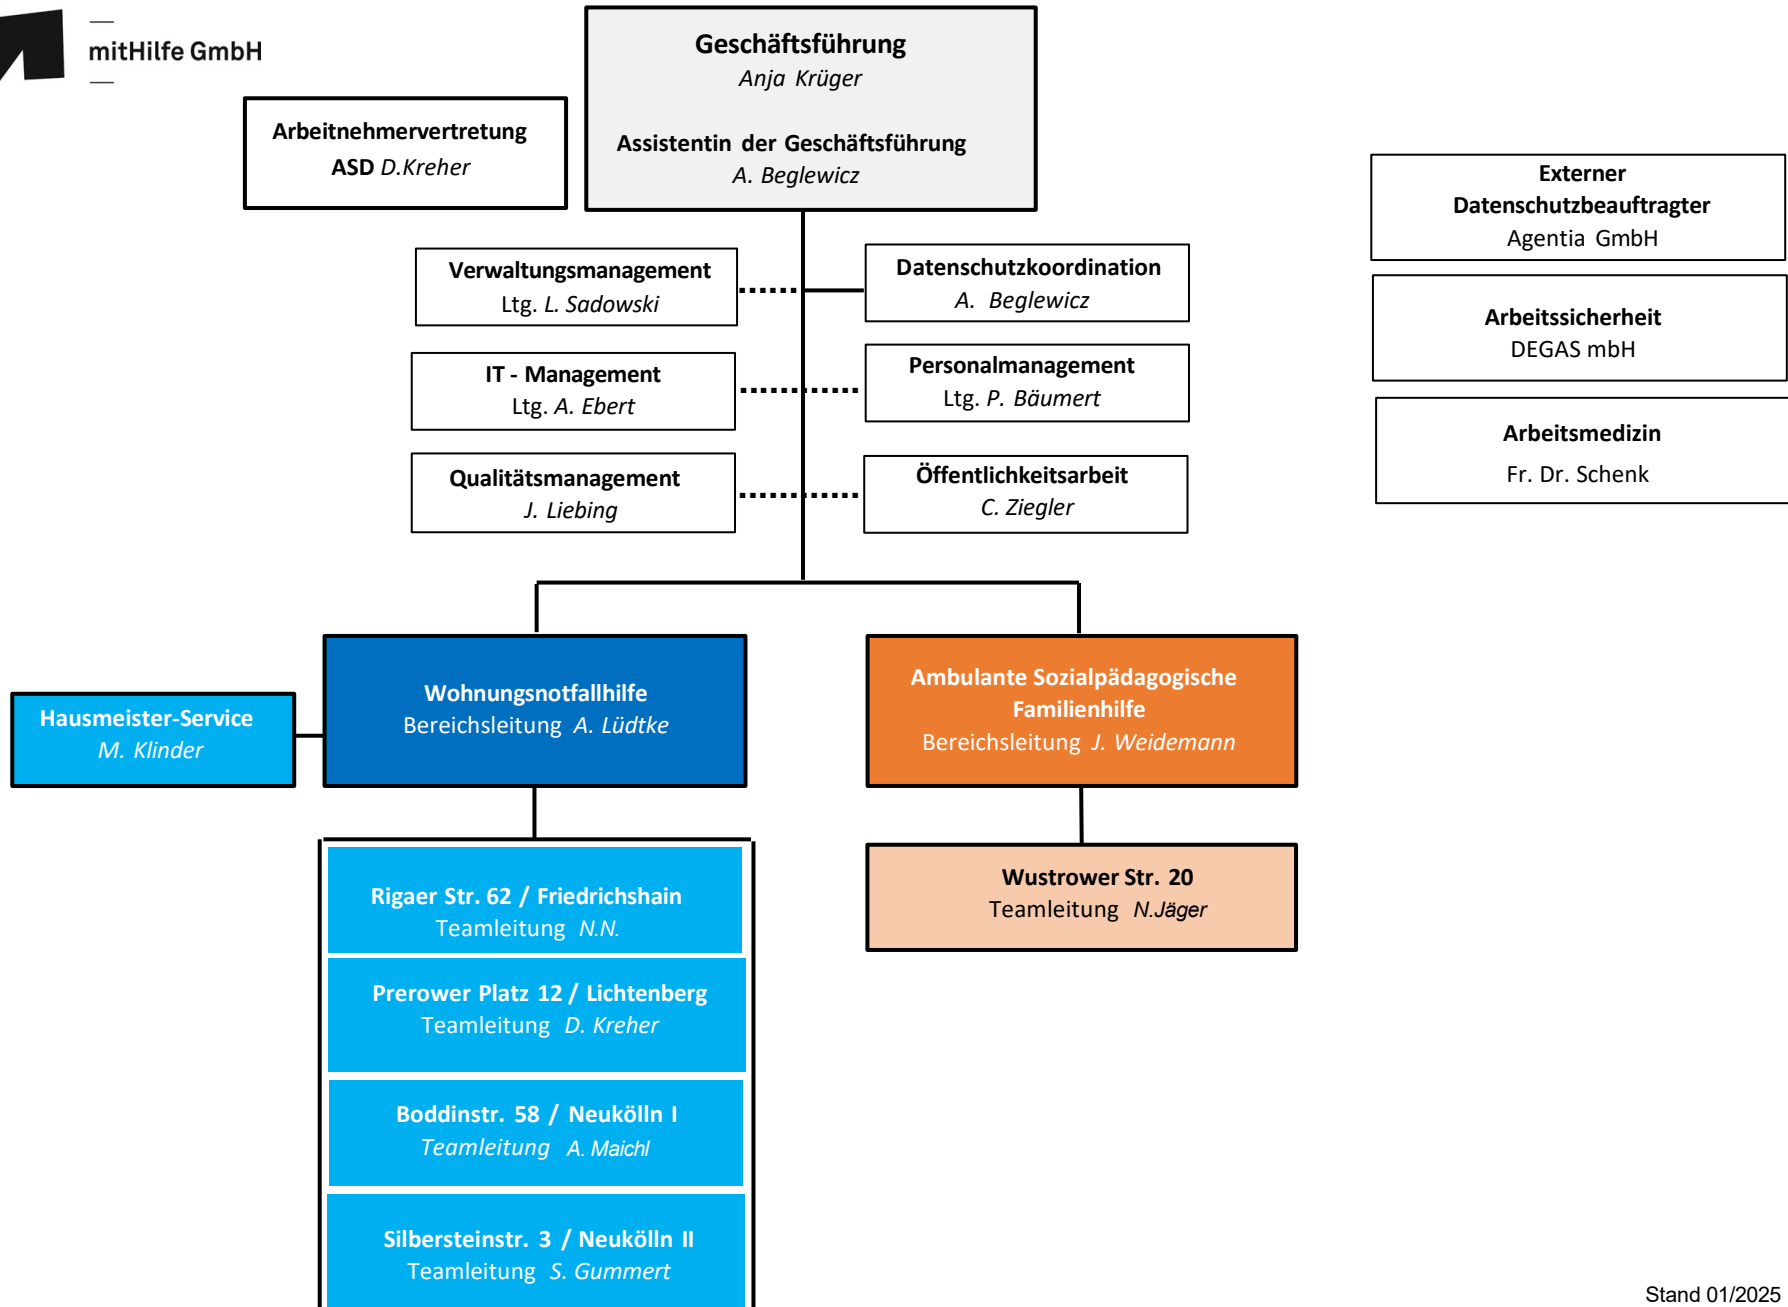 mitHilfe GmbH
Geschäftsführung
Anja Krüger
Assistentin der Geschäftsführung
A. Beglewicz
Arbeitnehmervertretung
ASD D.Kreher
Externer
Datenschutzbeauftragter
Agentia GmbH
Arbeitssicherheit
DEGAS mbH
Arbeitsmedizin
Fr. Dr. Schenk
Verwaltungsmanagement
Ltg. L. Sadowski
Datenschutzkoordination
A. Beglewicz
IT - Management
Ltg. A. Ebert
Personalmanagement
Ltg. P. Bäumert
Qualitätsmanagement
J. Liebing
Öffentlichkeitsarbeit
C. Ziegler
Hausmeister-Service
M. Klinder
Wohnungsnotfallhilfe
Bereichsleitung A. Lüdtke
Ambulante Sozialpädagogische
Familienhilfe
Bereichsleitung J. Weidemann
Rigaer Str. 62 / Friedrichshain
Teamleitung N.N.
Prerower Platz 12 / Lichtenberg
Teamleitung D. Kreher
Boddinstr. 58 / Neukölln I
Teamleitung A. Maichl
Silbersteinstr. 3 / Neukölln II
Teamleitung S. Gummert
Wustrower Str. 20
Teamleitung N.Jäger
Stand 01/2025